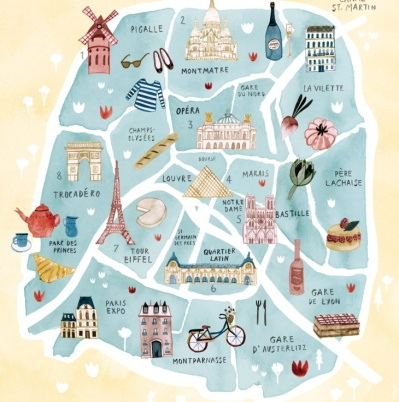 ST. MARTIN
PIGALLE
2
1
MONTMATRE
GARE
DU NORD
LA VILETTE
OPÉRA
3
CHAMPS-
ELYSÉES
BOURSE
8
TROCADÉRO
LOUVRE
4
MARAIS
PÈRE
LACHAISE
NOTRE
DAME
5
BASTILLE
ST
GERMAIN
DES PRÉS
PARC DES
PRINCES
7
TOUR
EIFFEL
QUARTIER
LATIN
6
PARIS
EXPO
GARE
DE LYON
GARE
D'AUSTERLITZ
MONTPARNASSE